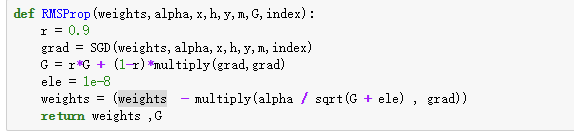 def RMSProp(weights,alpha,x,h,y,m,G,index):
    r = 0.9
    grad = SGD(weights,alpha,x,h,y,m,index)
    G = r*G + (1-r)*multiply(grad,grad)
    ele = 1e-8
    weights = (weights  - multiply(alpha / sqrt(G + ele) , grad))
    return weights ,G